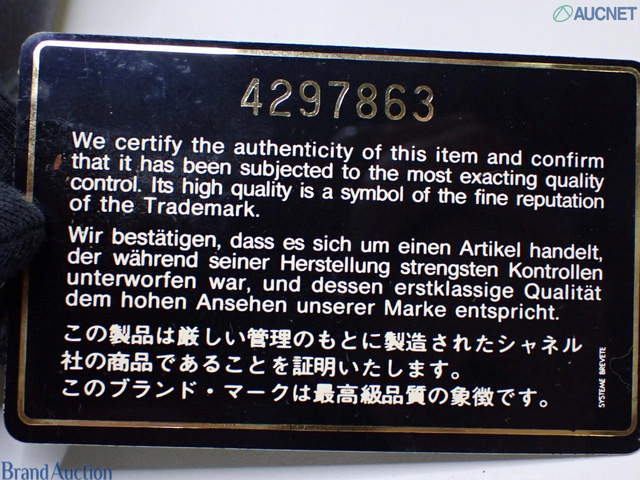 AUCNET
4297863
We certify the authenticity of this item and confirm
that it has been subjected to the most exacting quality
control. Its high quality is a symbol of the fine reputation
of the Trademark.
Wir bestätigen, dass es sich um einen Artikel handelt,
der während seiner Herstellung strengsten Kontrollen
unterworfen war, und dessen erstklassige Qualität
dem hohen Ansehen unserer Marke entspricht.
この製品は厳しい管理のもとに製造されたシャネル
社の商品であることを証明いたします。
このブランド・マークは最高級品質の象徴です。
SYSTEME BREVETE
Brand Auction